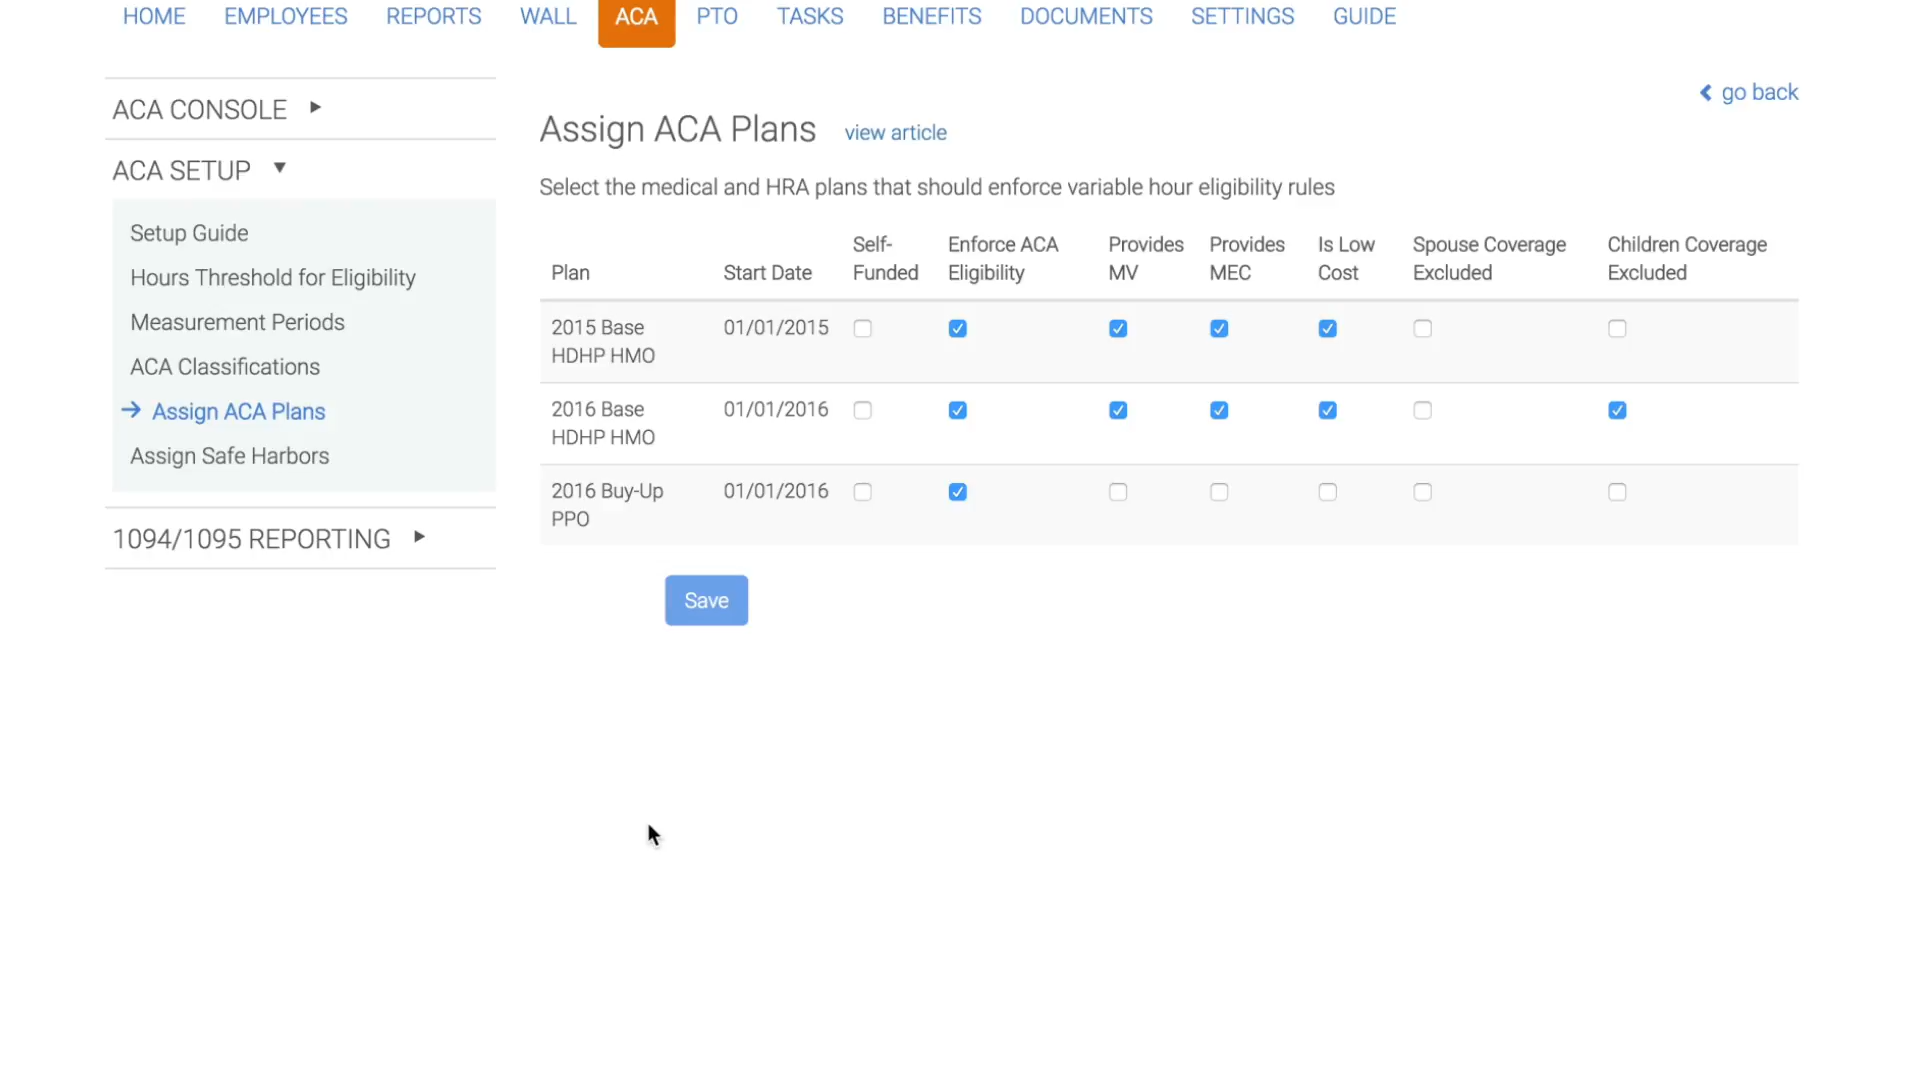 HOME EMPLOYEES REPORTS WALL ACA PTO TASKS BENEFITS DOCUMENTS SETTINGS GUIDE
go back
ACA CONSOLE
ACA SETUP
Setup Guide
Hours Threshold for Eligibility
Measurement Periods
ACA Classifications
Assign ACA Plans
Assign Safe Harbors
1094/1095 REPORTING
Assign ACA Plans view article
Select the medical and HRA plans that should enforce variable hour eligibility rules
Self- Enforce ACA Provides Provides Is Low Spouse Coverage Children Coverage
Plan Start Date Funded Eligibility MV MEC Cost Excluded Excluded
2015 Base 01/01/2015
HDHP HMO
2016 Base 01/01/2016
HDHP HMO
2016 Buy-Up 01/01/2016
PPO
Save